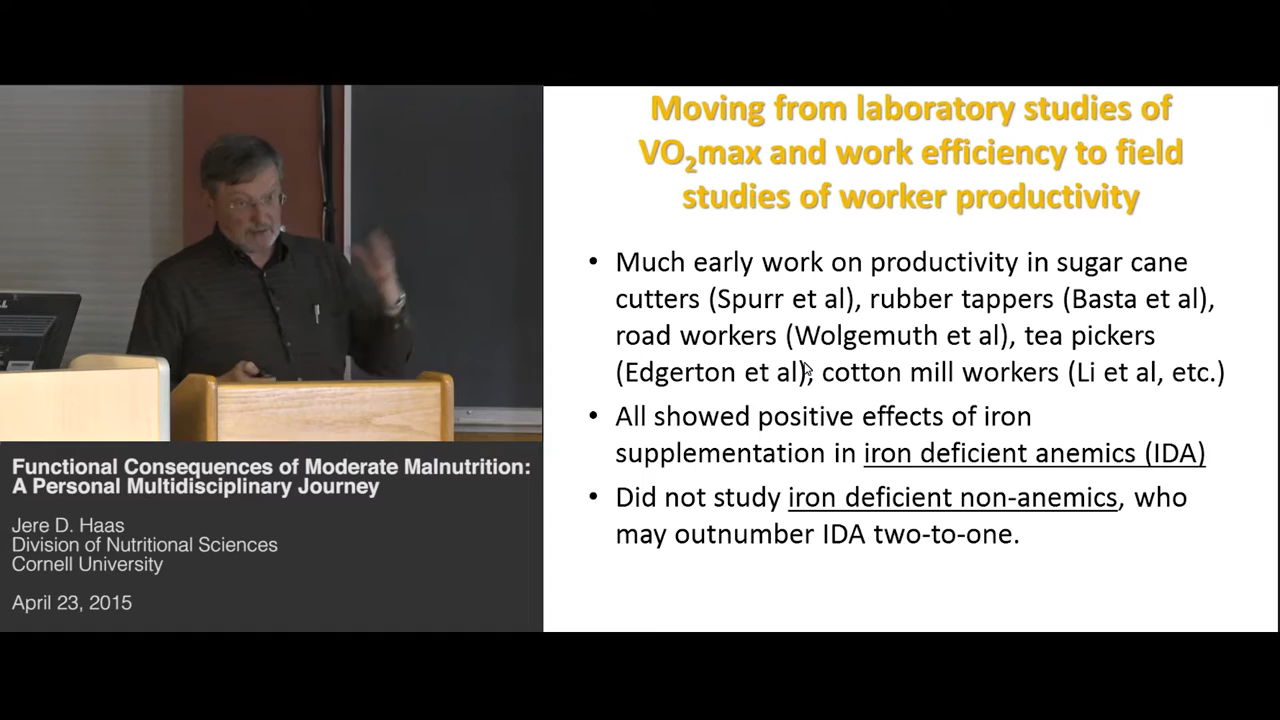 Moving from laboratory studies of
VO2max and work efficiency to field
studies of worker productivity
• Much early work on productivity in sugar cane
cutters (Spurr et al), rubber tappers (Basta et al),
road workers (Wolgemuth et al), tea pickers
(Edgerton et al), cotton mill workers (Li et al, etc.)
• All showed positive effects of iron
supplementation in iron deficient anemics (IDA)
• Did not study iron deficient non-anemics, who
may outnumber IDA two-to-one.
Functional Consequences of Moderate Malnutrition:
A Personal Multidisciplinary Journey
Jere D. Haas
Division of Nutritional Sciences
Cornell University
April 23, 2015